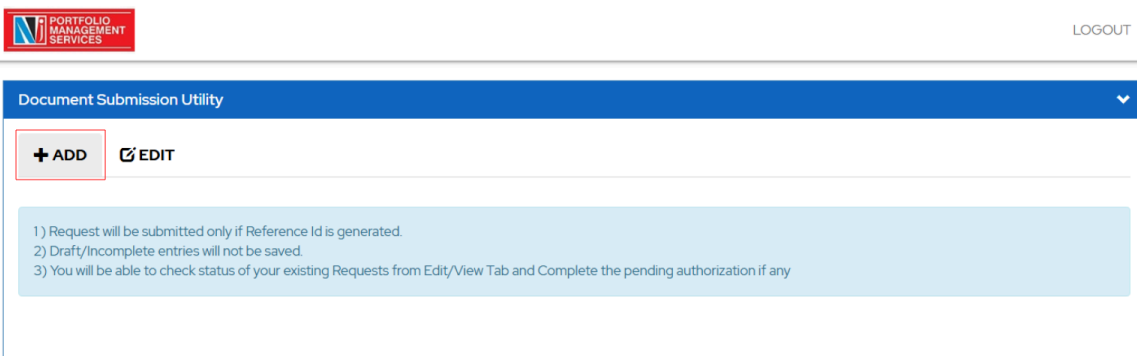 NJ PORTFOLIO
MANAGEMENT
SERVICES
LOGOUT
Document Submission Utility
ADD
EDIT
1) Request will be submitted only if Reference Id is generated.
2) Draft/Incomplete entries will not be saved.
3) You will be able to check status of your existing Requests from Edit/View Tab and Complete the pending authorization if any